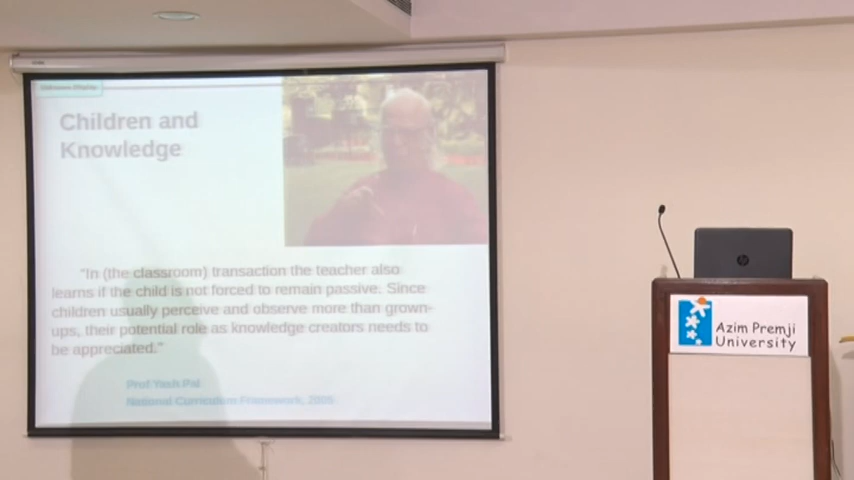 Children and
Knowledge
"In (the classroom) transaction the teacher also
learns if the child is not forced to remain passive. Since
children usually perceive and observe more than grown-
ups, their potential role as knowledge creators needs to
be appreciated."
Prof Yash Pal
National Curriculum Framework, 2005
hp
Azim Premji
University